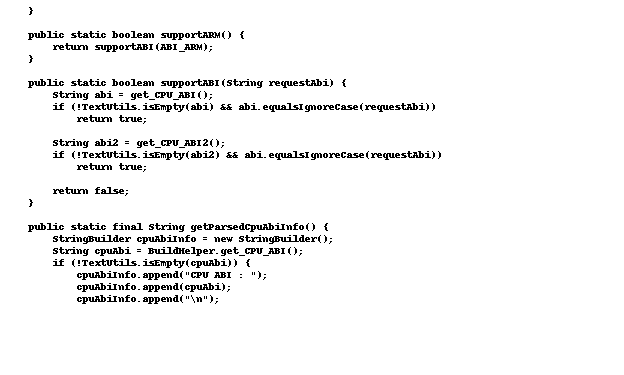 }

public static boolean supportARM() {
    return supportABI(ABI_ARM);
}

public static boolean supportABI(String requestAbi) {
    String abi = get_CPU_ABI();
    if (!TextUtils.isEmpty(abi) && abi.equalsIgnoreCase(requestAbi))
        return true;

    String abi2 = get_CPU_ABI2();
    if (!TextUtils.isEmpty(abi2) && abi.equalsIgnoreCase(requestAbi))
        return true;

    return false;
}

public static final String getParsedCpuAbiInfo() {
    StringBuilder cpuAbiInfo = new StringBuilder();
    String cpuAbi = BuildHelper.get_CPU_ABI();
    if (!TextUtils.isEmpty(cpuAbi)) {
        cpuAbiInfo.append("CPU ABI : ");
        cpuAbiInfo.append(cpuAbi);
        cpuAbiInfo.append("\n");